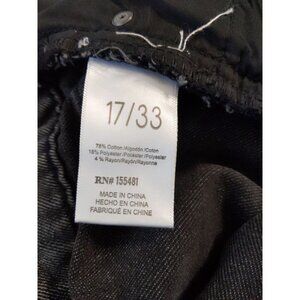 17/33
78% Cotton/Algodón/Coton
18% Polyester/Poliéster/Polyester
4% Rayon/Rayón/Rayonne
RN# 155481
MADE IN CHINA
HECHO EN CHINA
FABRIQUÉ EN CHINE